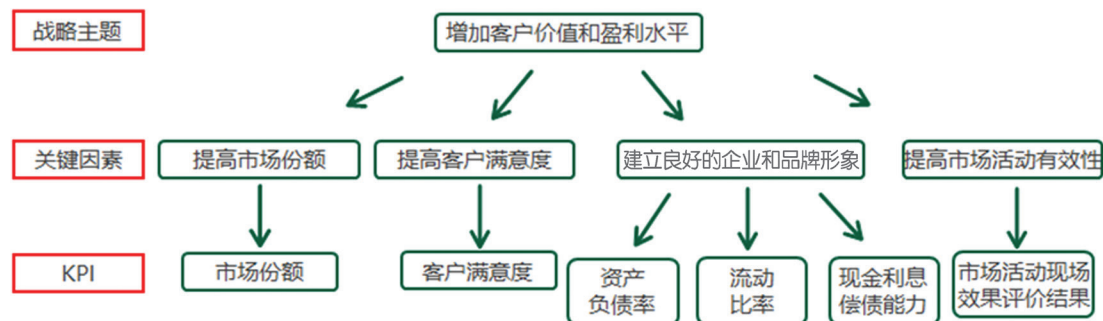 战略主题
增加客户价值和盈利水平
关键因素
提高市场份额
提高客户满意度
建立良好的企业和品牌形象
提高市场活动有效性
KPI
市场份额
客户满意度
资产
负债率
流动
比率
现金利息
偿债能力
市场活动现场
效果评价结果